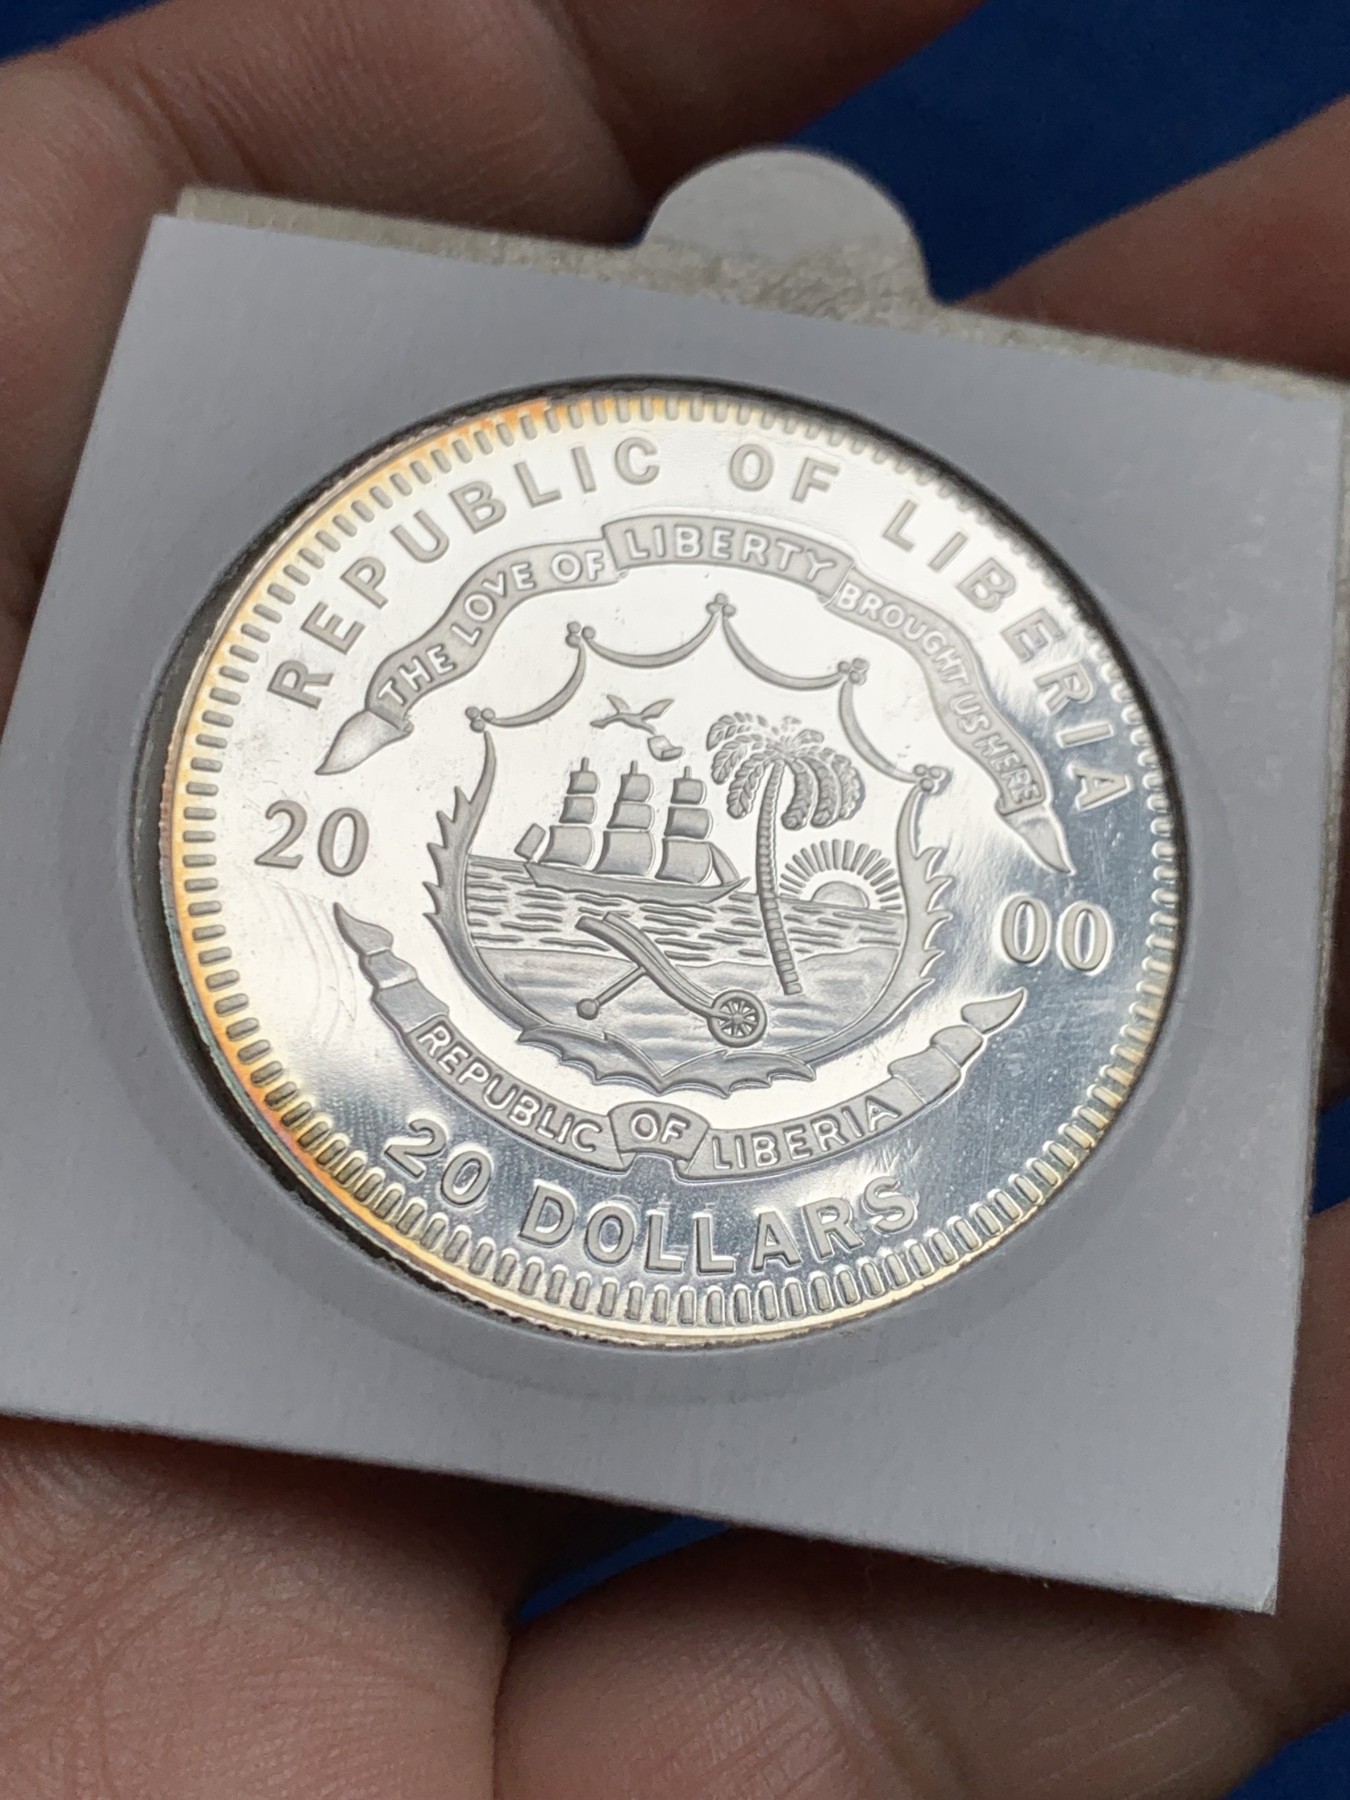 REPUBLIC OF LIBERIA
THE LOVE OF LIBERTY BROUGHT US HERE
20 00
REPUBLIC OF LIBERIA
20 DOLLARS